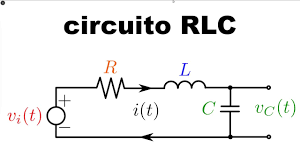 circuito RLC
R
L
+
v_i(t)
−
i(t)
C
v_C(t)